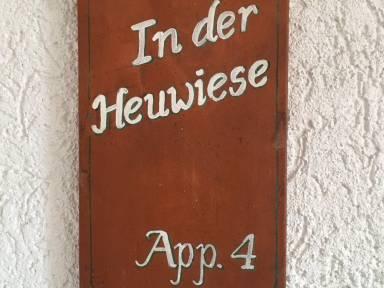 In der
Heuwiese
App. 4